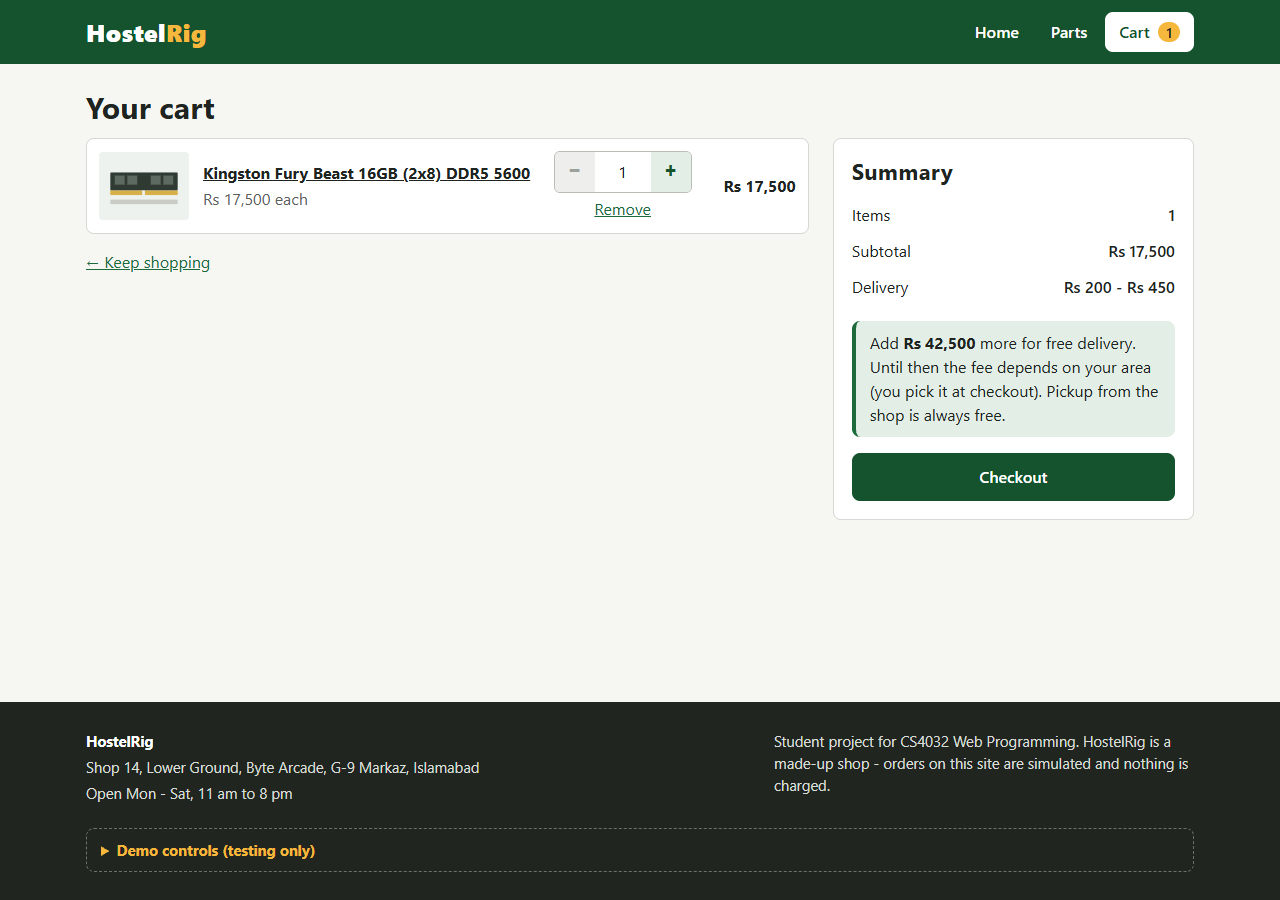 HostelRig
Home
Parts
Cart 1
Your cart
Kingston Fury Beast 16GB (2x8) DDR5 5600
Rs 17,500 each
− 1 +
Remove
Rs 17,500
← Keep shopping
Summary
Items 1
Subtotal Rs 17,500
Delivery Rs 200 - Rs 450
Add Rs 42,500 more for free delivery.
Until then the fee depends on your area
(you pick it at checkout). Pickup from the
shop is always free.
Checkout
HostelRig
Shop 14, Lower Ground, Byte Arcade, G-9 Markaz, Islamabad
Open Mon - Sat, 11 am to 8 pm
Student project for CS4032 Web Programming. HostelRig is a
made-up shop - orders on this site are simulated and nothing is
charged.
▶ Demo controls (testing only)